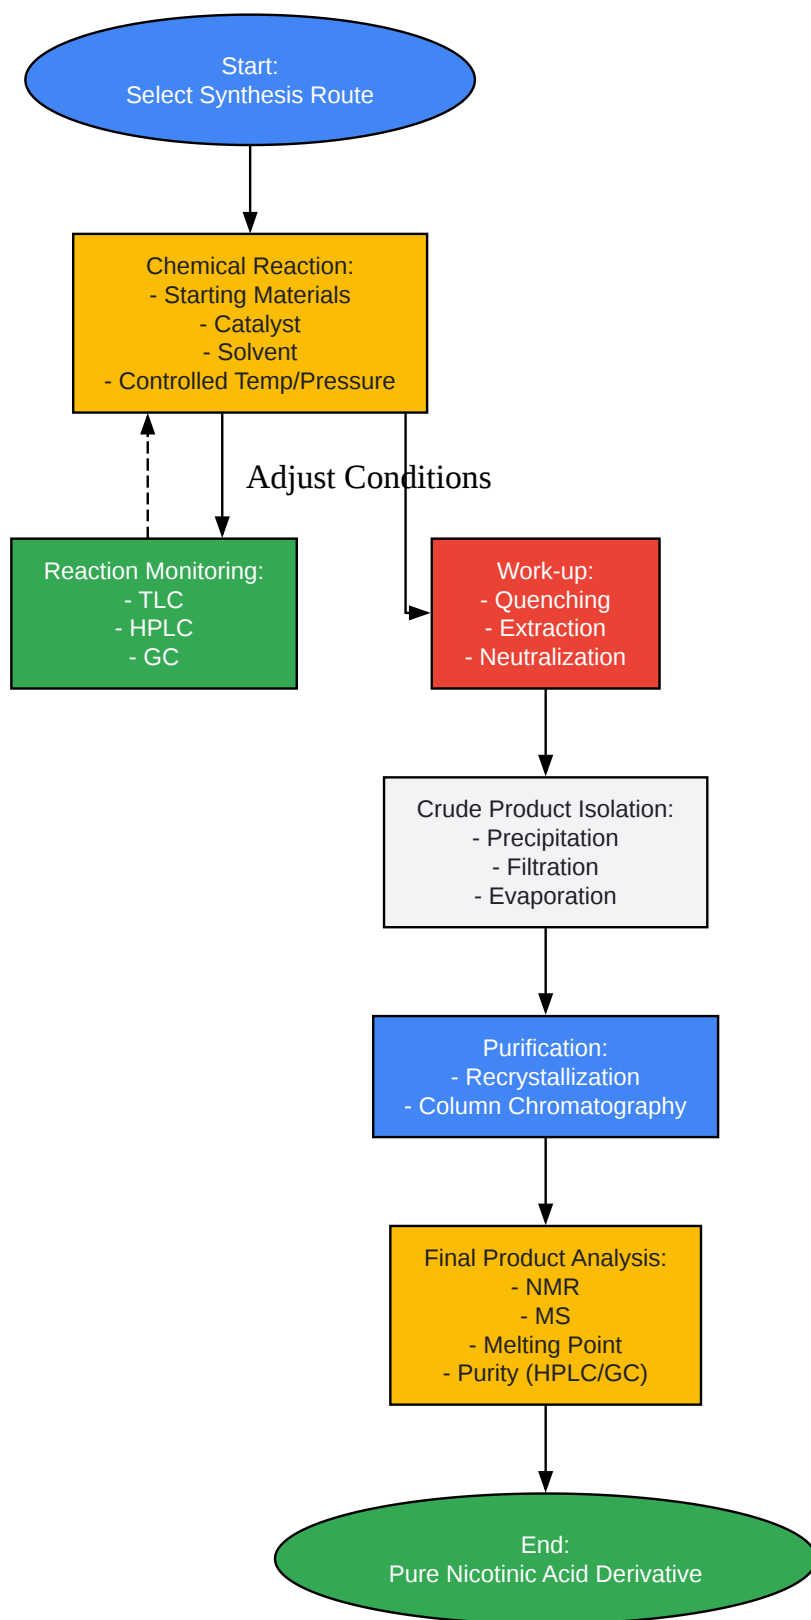 Start:
Select Synthesis Route
Chemical Reaction:
- Starting Materials
- Catalyst
- Solvent
- Controlled Temp/Pressure
Adjust Conditions
Reaction Monitoring:
- TLC
- HPLC
- GC
Work-up:
- Quenching
- Extraction
- Neutralization
Crude Product Isolation:
- Precipitation
- Filtration
- Evaporation
Purification:
- Recrystallization
- Column Chromatography
Final Product Analysis:
- NMR
- MS
- Melting Point
- Purity (HPLC/GC)
End:
Pure Nicotinic Acid Derivative